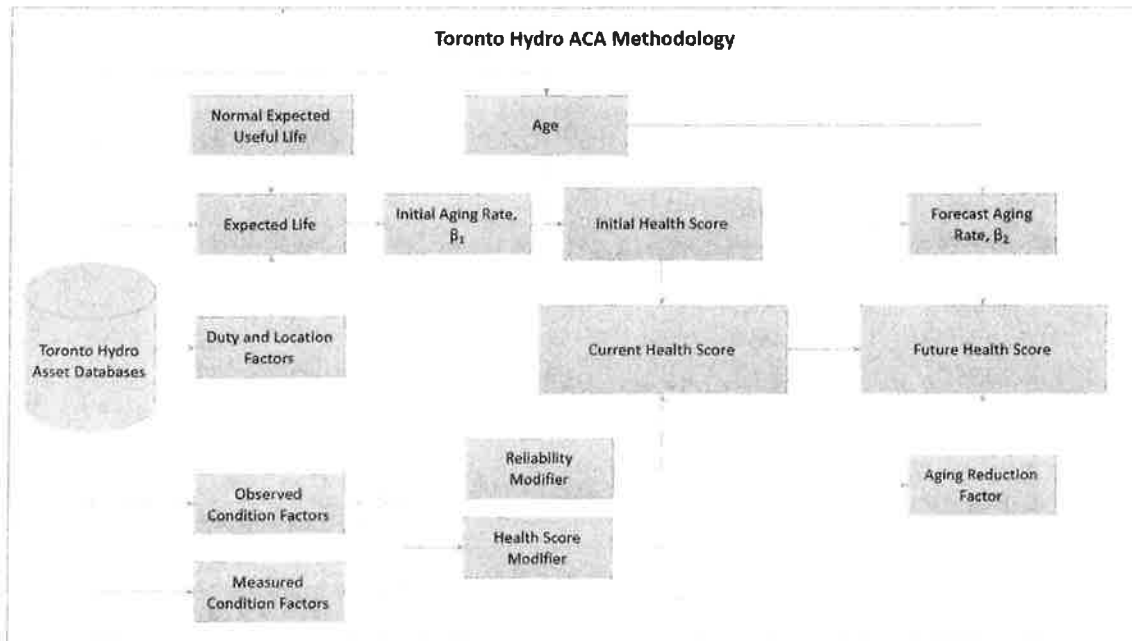 Toronto Hydro ACA Methodology
Normal Expected
Useful Life
Age
Expected Life
Initial Aging Rate,
β₁
Initial Health Score
Forecast Aging
Rate, β₂
Toronto Hydro
Asset Databases
Duty and Location
Factors
Current Health Score
Future Health Score
Observed
Condition Factors
Reliability
Modifier
Aging Reduction
Factor
Health Score
Modifier
Measured
Condition Factors